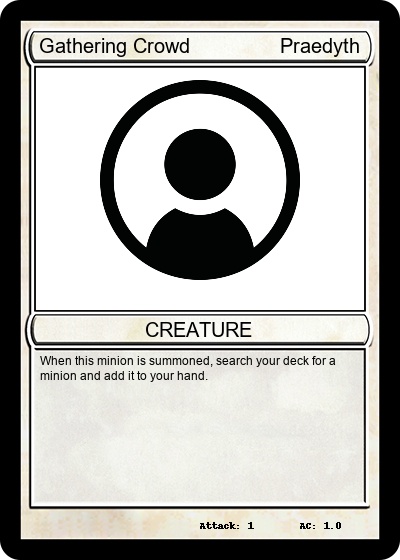 Gathering Crowd Praedyth
CREATURE
When this minion is summoned, search your deck for a
minion and add it to your hand.
Attack: 1 AC: 1.0